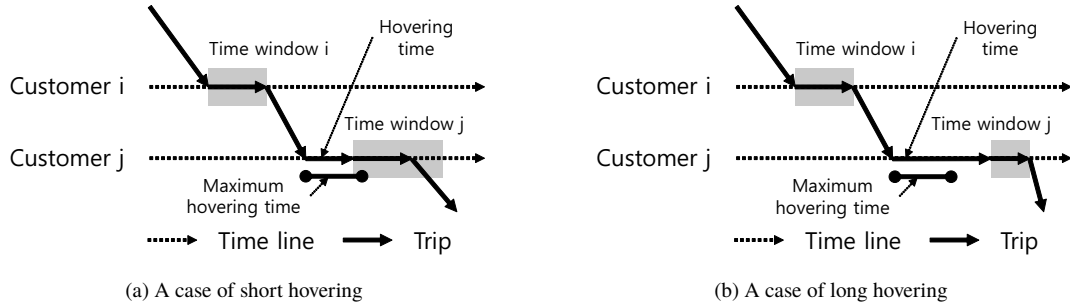 Hovering
time
Time window i
Customer i
Time window j
Customer j
Maximum
hovering time
Time line
Trip
(a) A case of short hovering
Hovering
time
Time window i
Customer i
Time window j
Customer j
Maximum
hovering time
Time line
Trip
(b) A case of long hovering